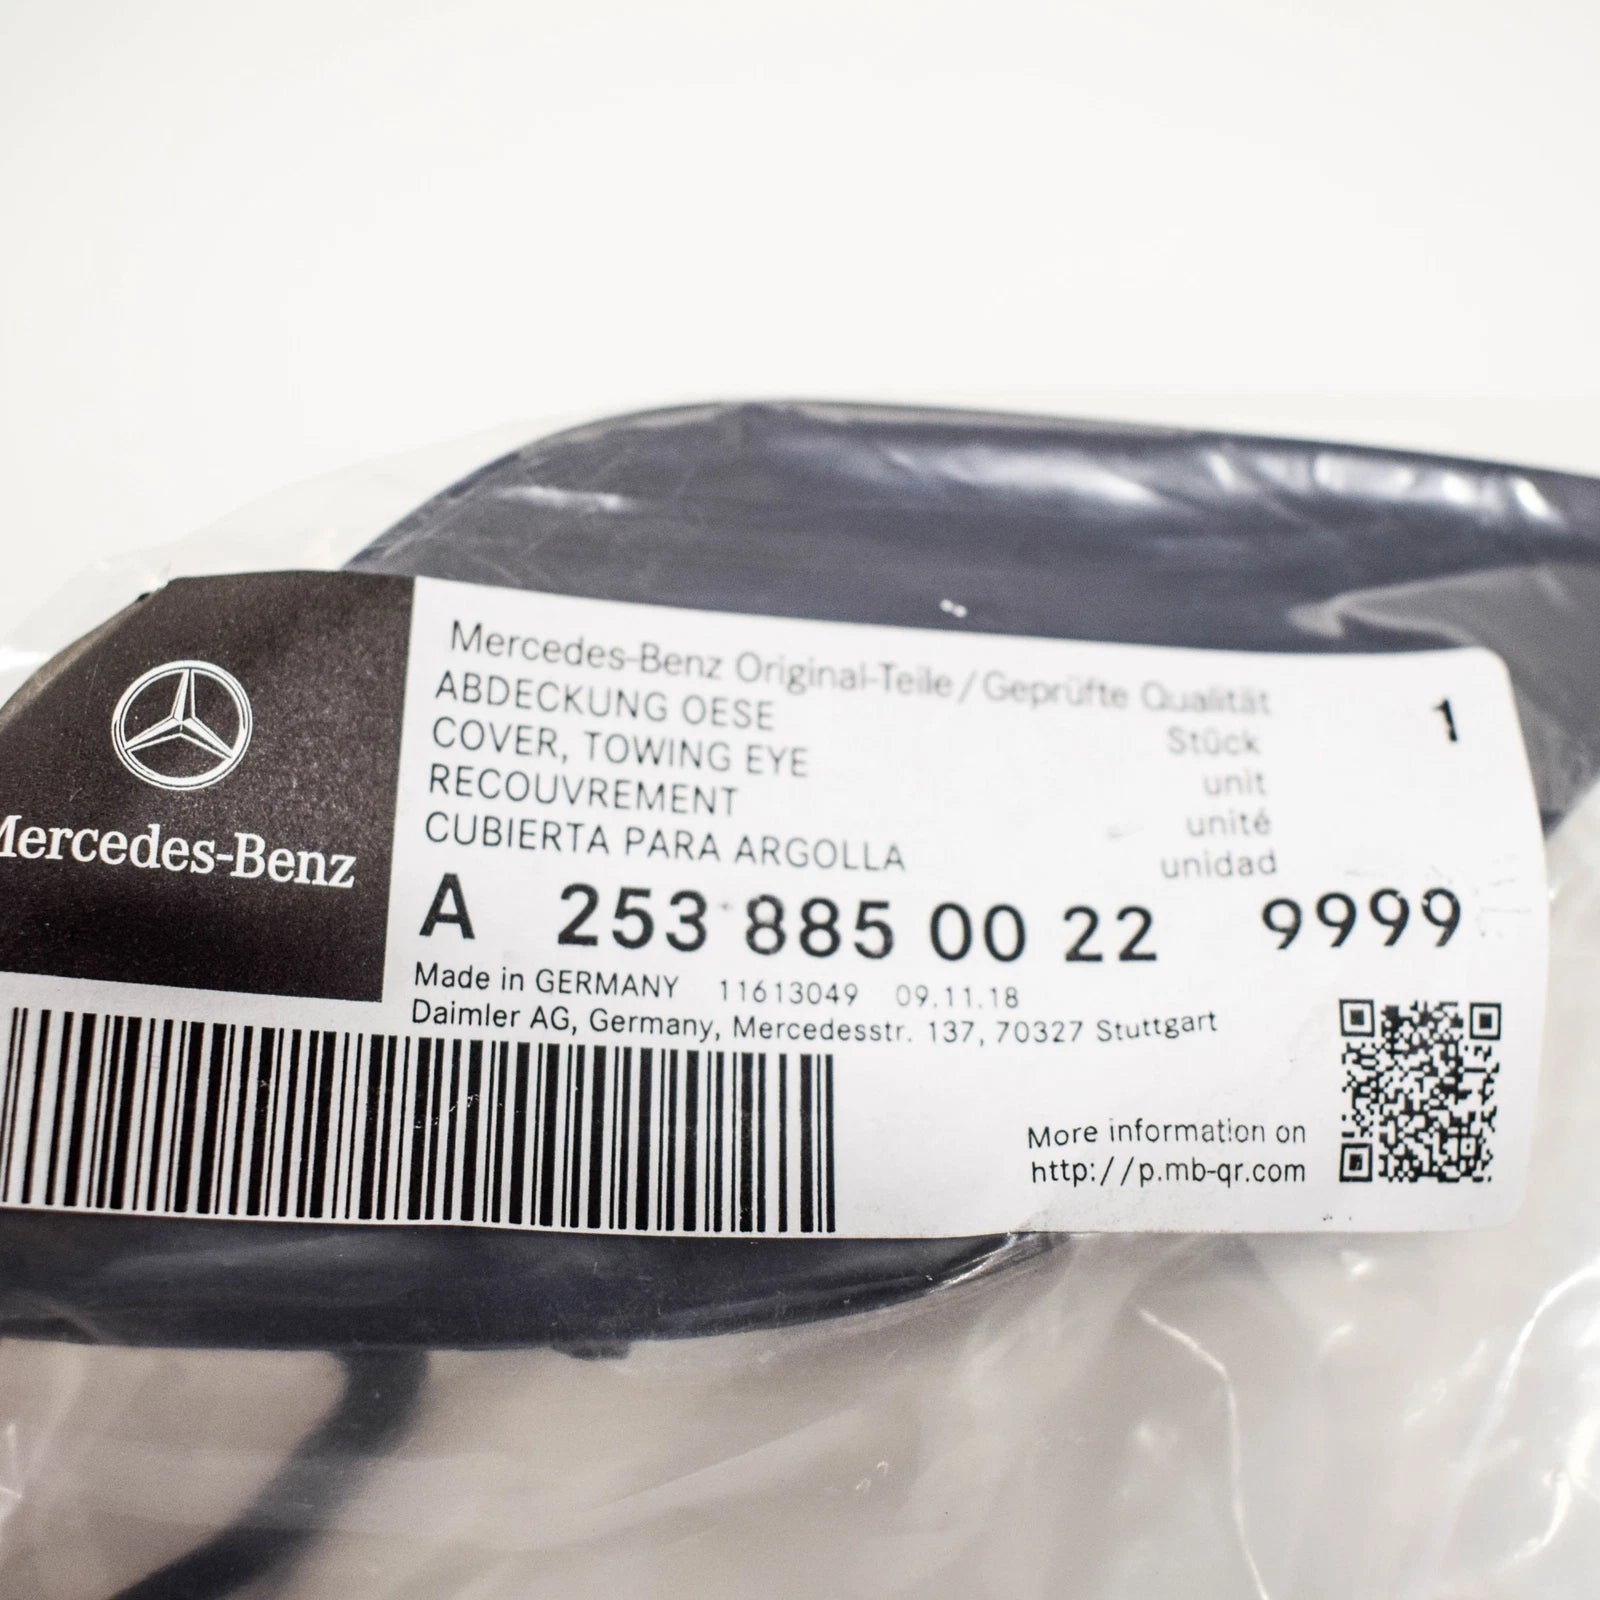 Mercedes-Benz
Mercedes-Benz Original-Teile/Geprüfte Qualität
ABDECKUNG OESE Stück 1
COVER, TOWING EYE unit
RECOUVREMENT unité
CUBIERTA PARA ARGOLLA unidad
A 253 885 00 22 9999
Made in GERMANY 11613049 09.11.18
Daimler AG, Germany, Mercedesstr. 137, 70327 Stuttgart
More information on
http://p.mb-qr.com